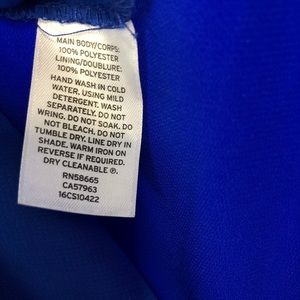 MAIN BODY/CORPS:
100% POLYESTER
LINING/DOUBLURE:
100% POLYESTER
HAND WASH IN COLD
WATER, USING MILD
DETERGENT. WASH
SEPARATELY. DO NOT
WRING. DO NOT SOAK. DO
NOT BLEACH. DO NOT
TUMBLE DRY. LINE DRY IN
SHADE. WARM IRON ON
REVERSE IF REQUIRED.
DRY CLEANABLE Ⓟ.
RN58665
CA57963
16CS10422